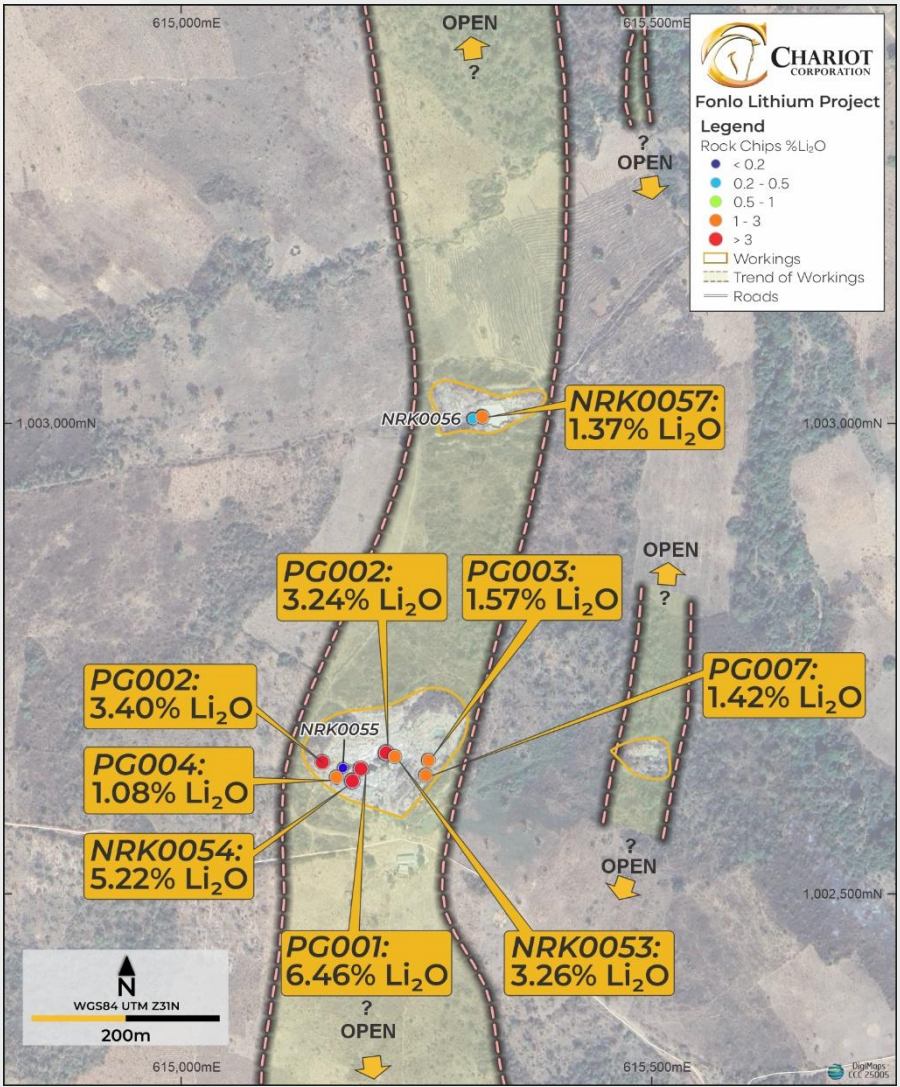 615,000mE
OPEN
?
615,500mE
CHARIOT
CORPORATION
Fonlo Lithium Project
Legend
Rock Chips %Li₂O
< 0.2
0.2 - 0.5
0.5 - 1
1 - 3
> 3
Workings
Trend of Workings
Roads
?
OPEN
1,003,000mN
NRK0056
NRK0057:
1.37% Li₂O
1,003,000mN
OPEN
?
PG002:
3.24% Li₂O
PG003:
1.57% Li₂O
PG007:
1.42% Li₂O
PG002:
3.40% Li₂O
NRK0055
PG004:
1.08% Li₂O
NRK0054:
5.22% Li₂O
?
OPEN
1,002,500mN
PG001:
6.46% Li₂O
NRK0053:
3.26% Li₂O
N
WGS84 UTM Z31N
200m
?
OPEN
615,000mE
615,500mE
DigiMaps
CCC 25005